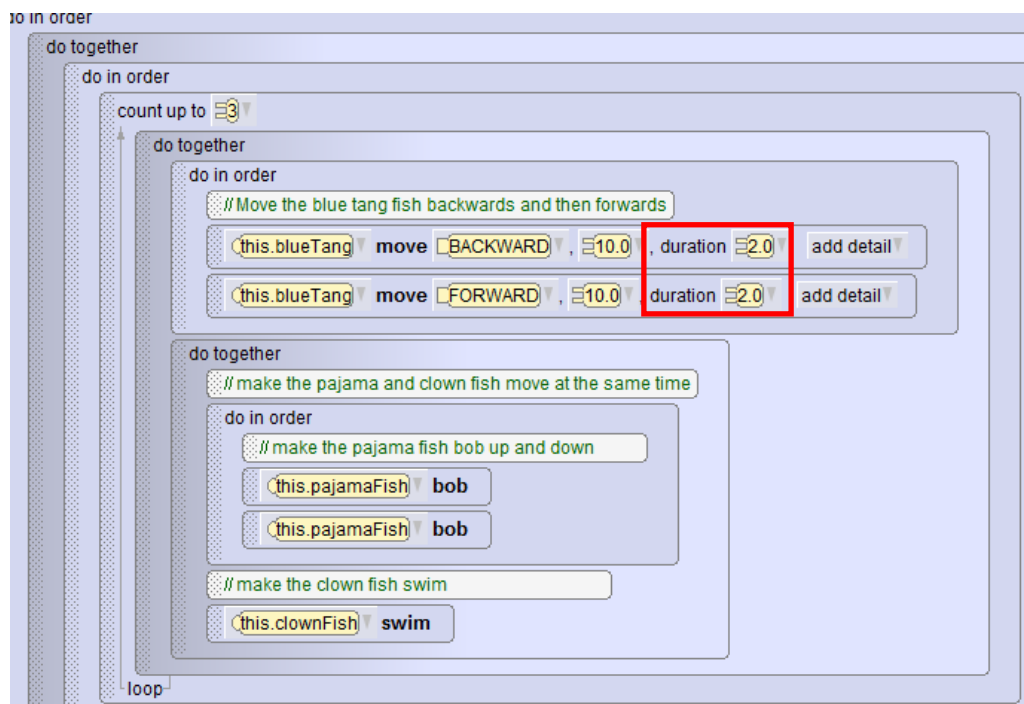 do in order
do together
do in order
count up to 3
do together
do in order
//Move the blue tang fish backwards and then forwards
this.blueTang move BACKWARD , 10.0 , duration 2.0 add detail
this.blueTang move FORWARD , 10.0 , duration 2.0 add detail
do together
// make the pajama and clown fish move at the same time
do in order
// make the pajama fish bob up and down
this.pajamaFish bob
this.pajamaFish bob
// make the clown fish swim
this.clownFish swim
loop